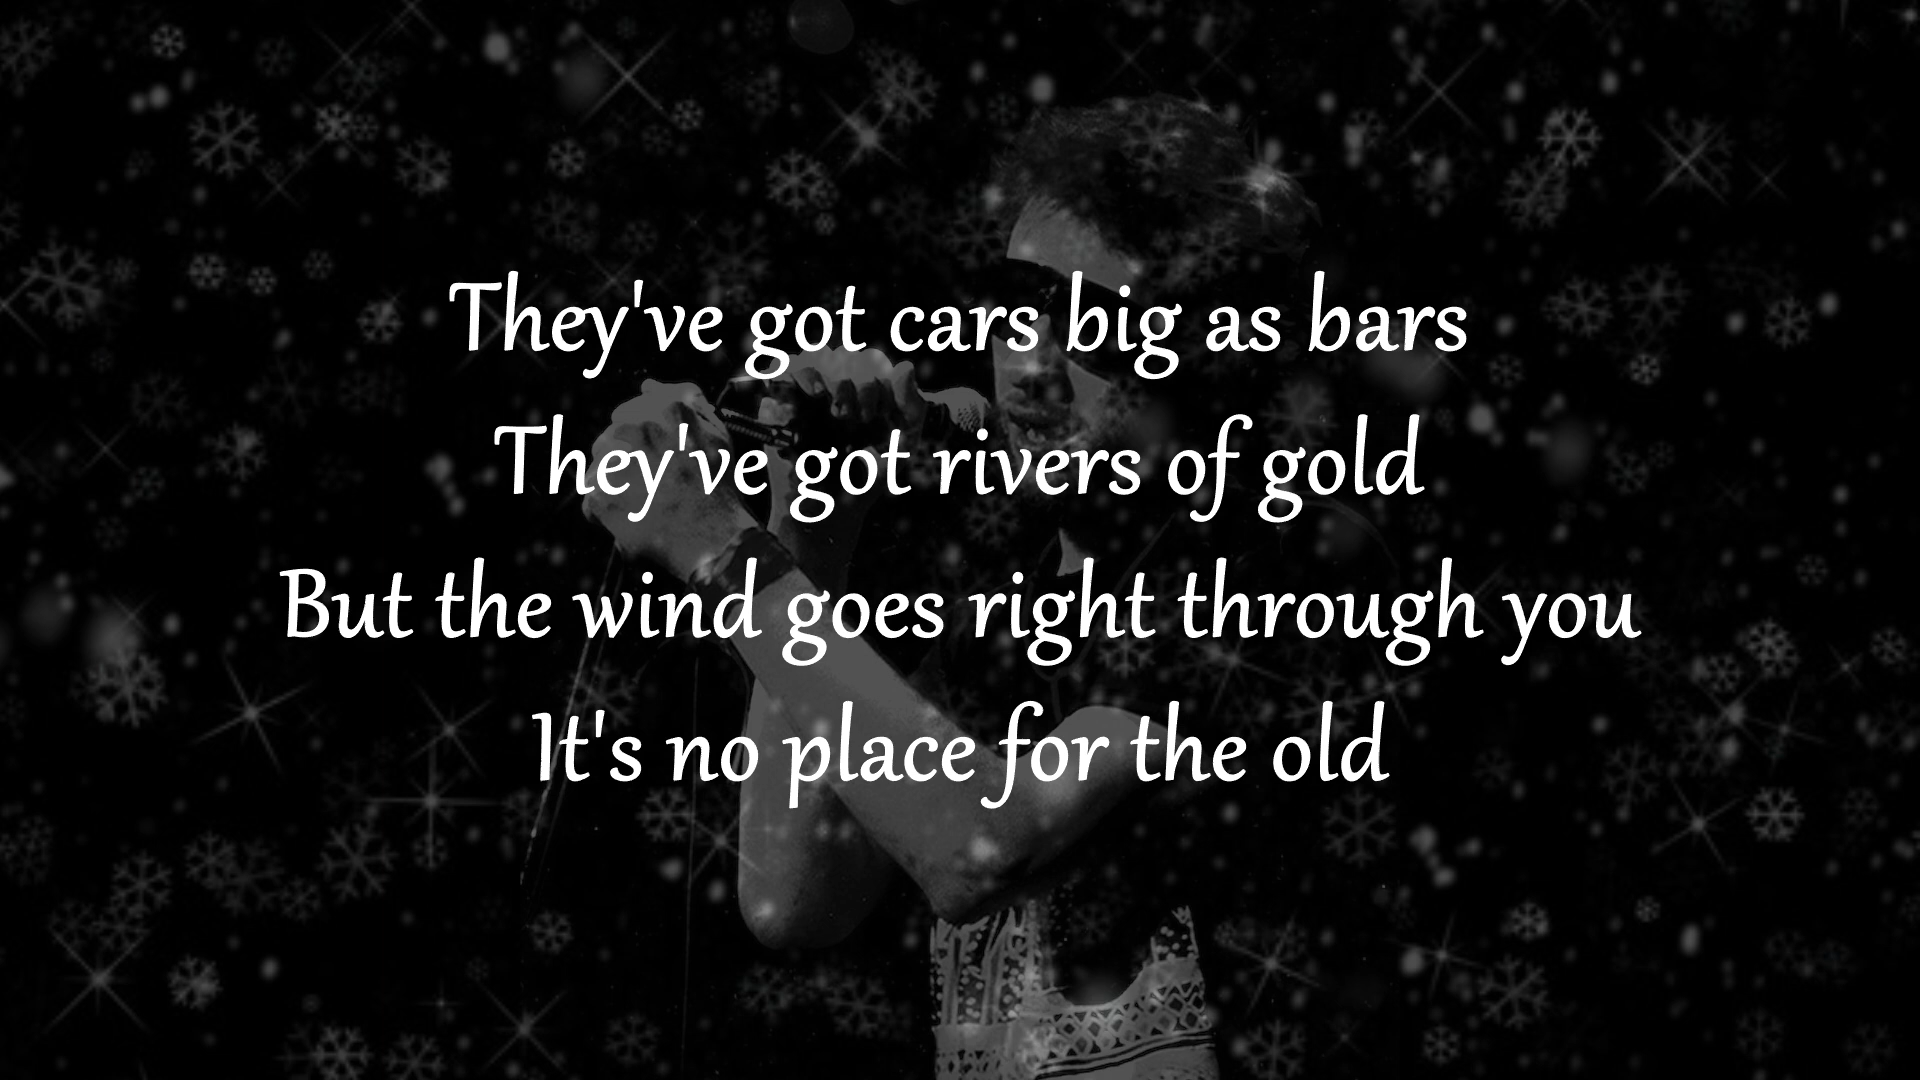 They've got cars big as bars
They've got rivers of gold
But the wind goes right through you
It's no place for the old